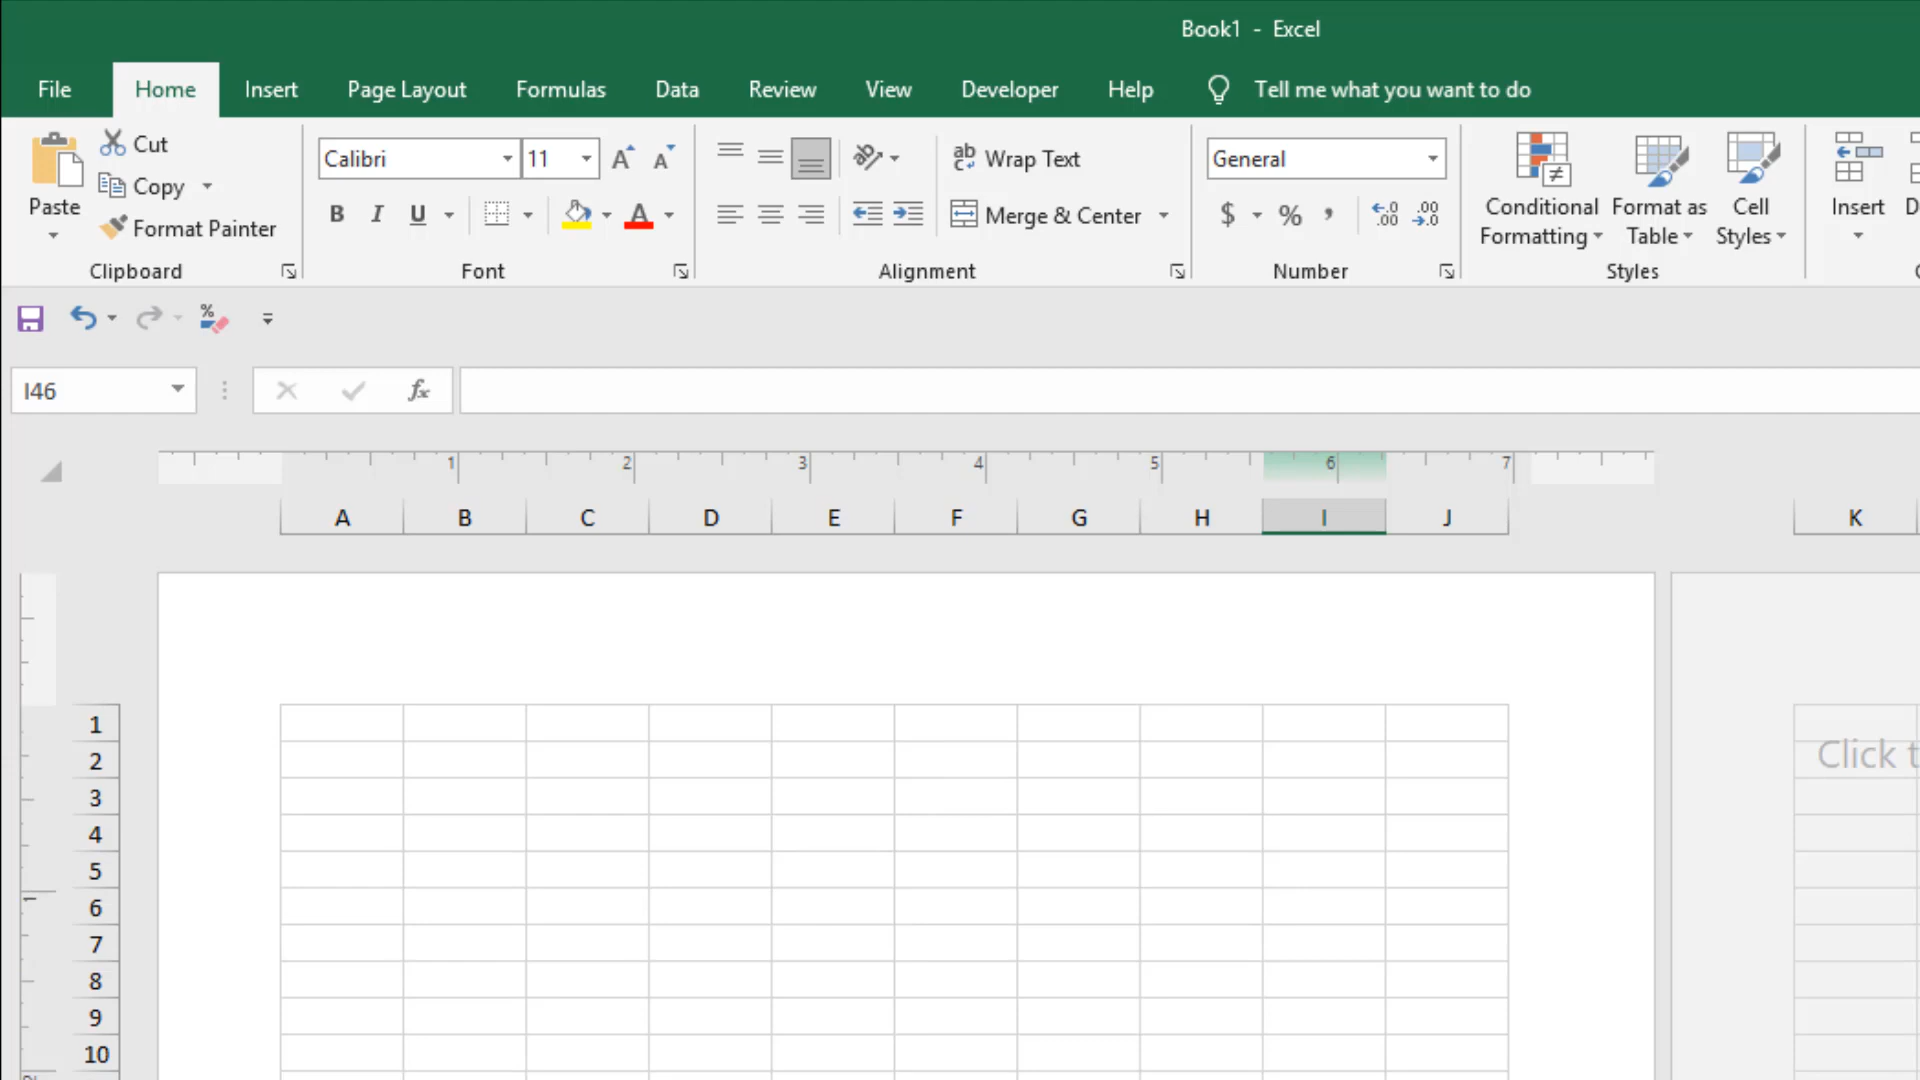 Book1 - Excel
File Home Insert Page Layout Formulas Data Review View Developer Help Tell me what you want to do
Paste
Cut
Copy
Format Painter
Clipboard
Calibri 11
B I U
Font
Wrap Text
Merge & Center
Alignment
General
$ % ,
Number
Conditional Formatting
Format as Table
Cell Styles
Styles
Insert
I46
fx
1 2 3 4 5 6 7
A B C D E F G H I J K
1
2
3
4
5
6
7
8
9
10
1
Click